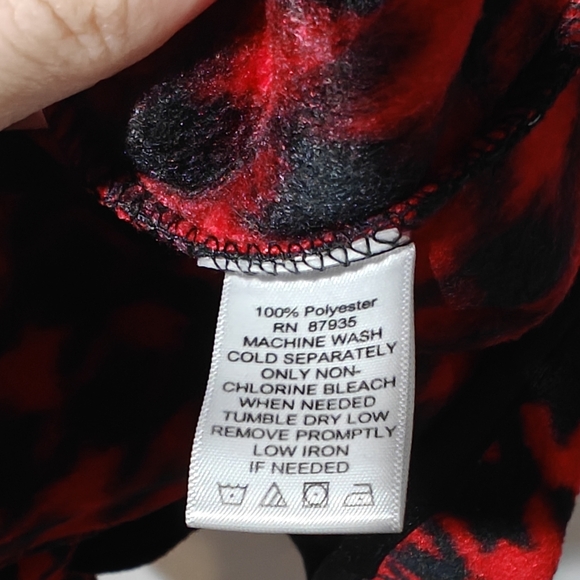 100% Polyester
RN 87935
MACHINE WASH
COLD SEPARATELY
ONLY NON-
CHLORINE BLEACH
WHEN NEEDED
TUMBLE DRY LOW
REMOVE PROMPTLY
LOW IRON
IF NEEDED